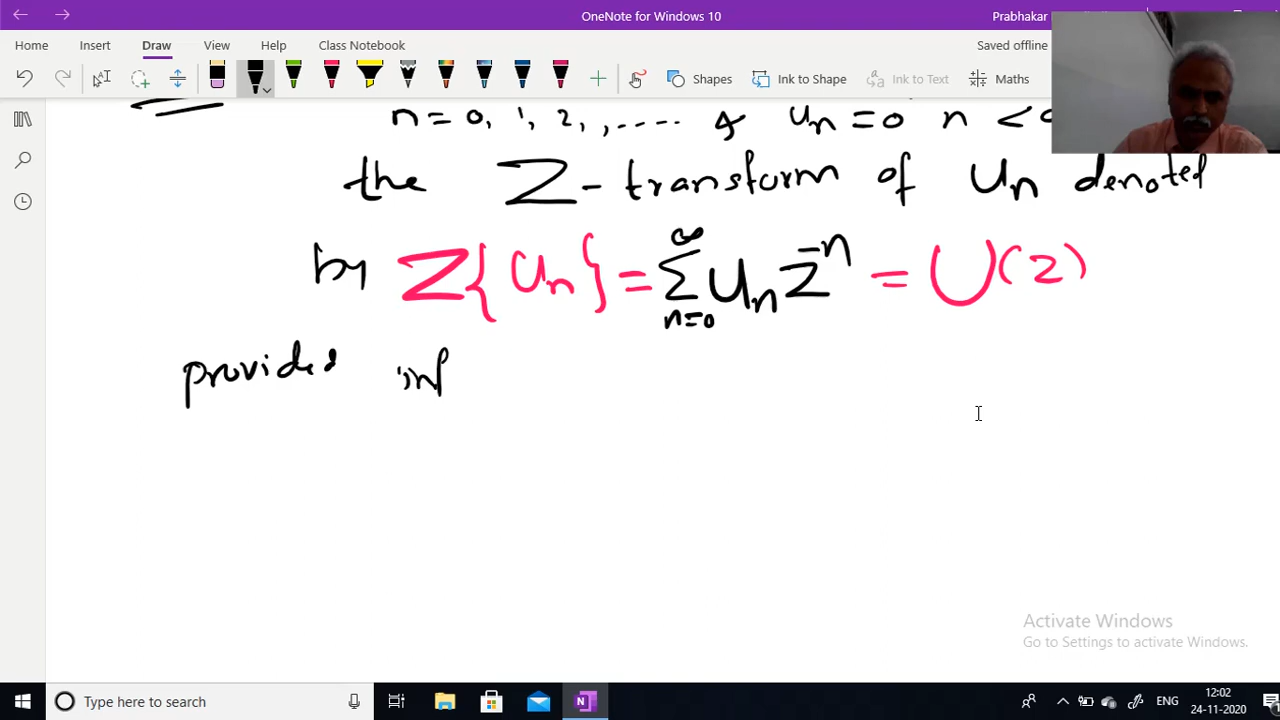 OneNote for Windows 10
Prabhakar
Home Insert Draw View Help Class Notebook
Saved offline
Shapes Ink to Shape Ink to Text Maths
n = 0, 1, 2, , ..... & un = 0 n <
the Z - transform of Un denoted
by Z{Un} = ∑_{n=0}^{∞} Un z^{-n} = U(z)
provided inf
Activate Windows
Go to Settings to activate Windows.
Type here to search
ENG
12:02
24-11-2020